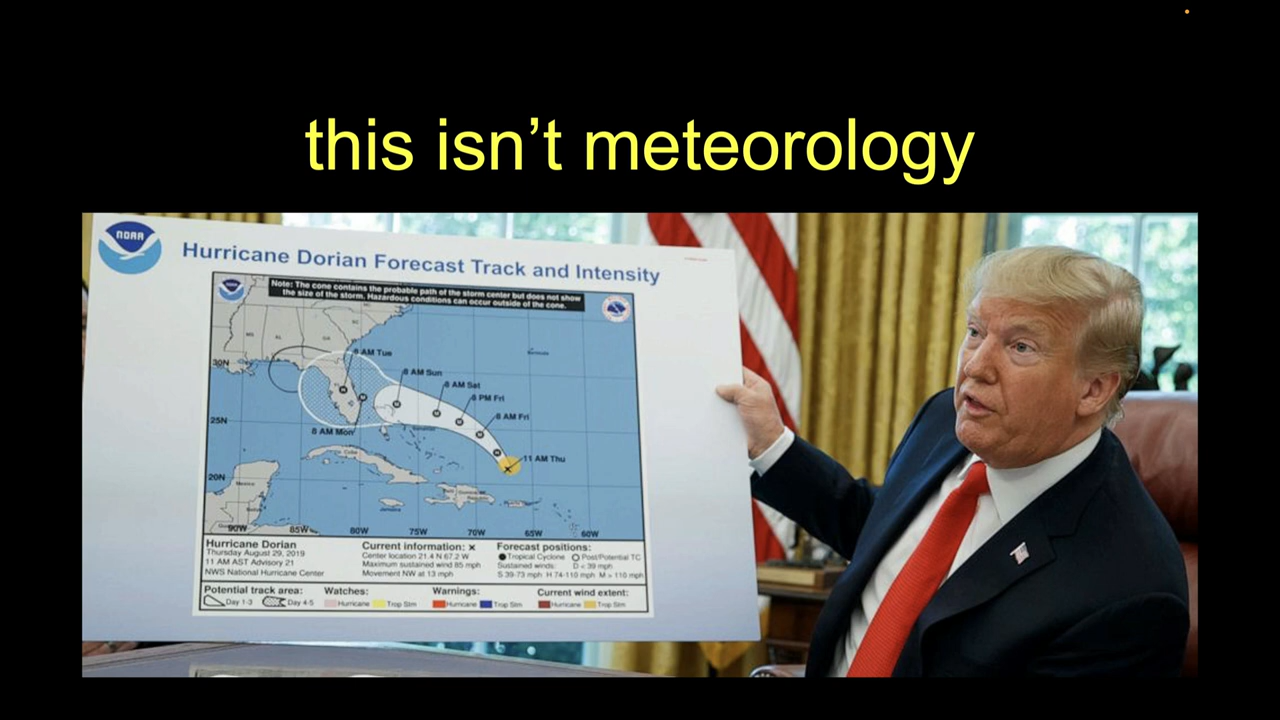 this isn’t meteorology
NOAA
Hurricane Dorian Forecast Track and Intensity
Note: The cone contains the probable path of the storm center but does not show
the size of the storm. Hazardous conditions can occur outside of the cone.
30N
25N
20N
8 AM Tue
8 AM Sun
8 AM Sat
8 PM Fri
8 AM Fri
11 AM Thu
8 AM Mon
Bermuda
Cuba
Mexico
Jamaica
90W 85W 80W 75W 70W 65W 60W
Hurricane Dorian
Thursday August 29, 2019
11 AM AST Advisory 21
NWS National Hurricane Center
Current information: x
Center location 21.4 N 67.2 W
Maximum sustained wind 85 mph
Movement NW at 13 mph
Forecast positions:
Tropical Cyclone Post/Potential TC
Sustained winds: D < 39 mph
S 39-73 mph H 74-110 mph M > 110 mph
Potential track area:
Day 1-3 Day 4-5
Watches:
Hurricane Trop Stm
Warnings:
Hurricane Trop Stm
Current wind extent:
Hurricane Trop Stm